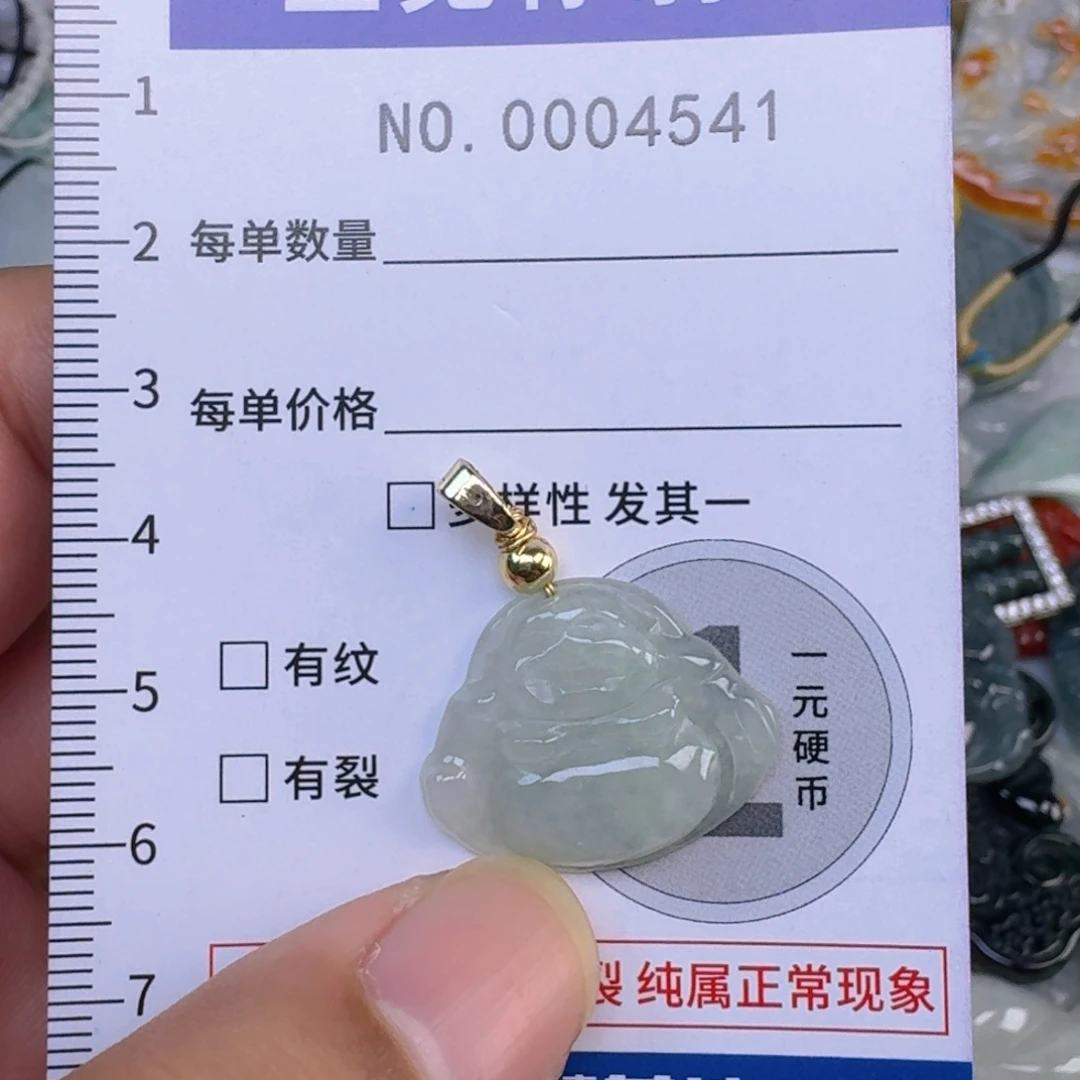 1
NO. 0004541
2
每单数量
3
每单价格
4
样性 发其一
5
有纹
一元硬币
有裂
6
7
裂 纯属正常现象